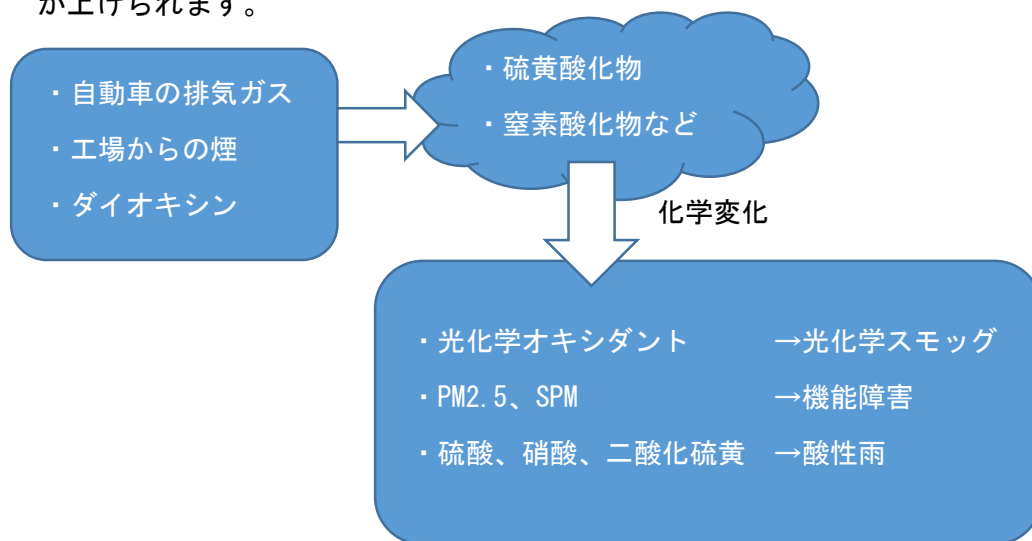 が上げられます。
・自動車の排気ガス
・工場からの煙
・ダイオキシン
・硫黄酸化物
・窒素酸化物など
化学変化
・光化学オキシダント　→光化学スモッグ
・PM2.5、SPM　→機能障害
・硫酸、硝酸、二酸化硫黄　→酸性雨